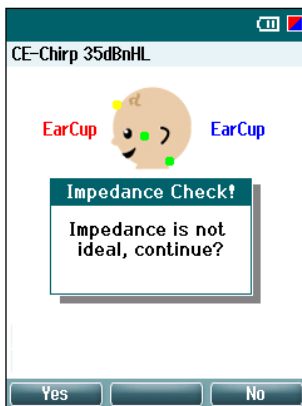 CE-Chirp 35dBnHL
EarCup EarCup
Impedance Check!
Impedance is not
ideal, continue?
Yes No